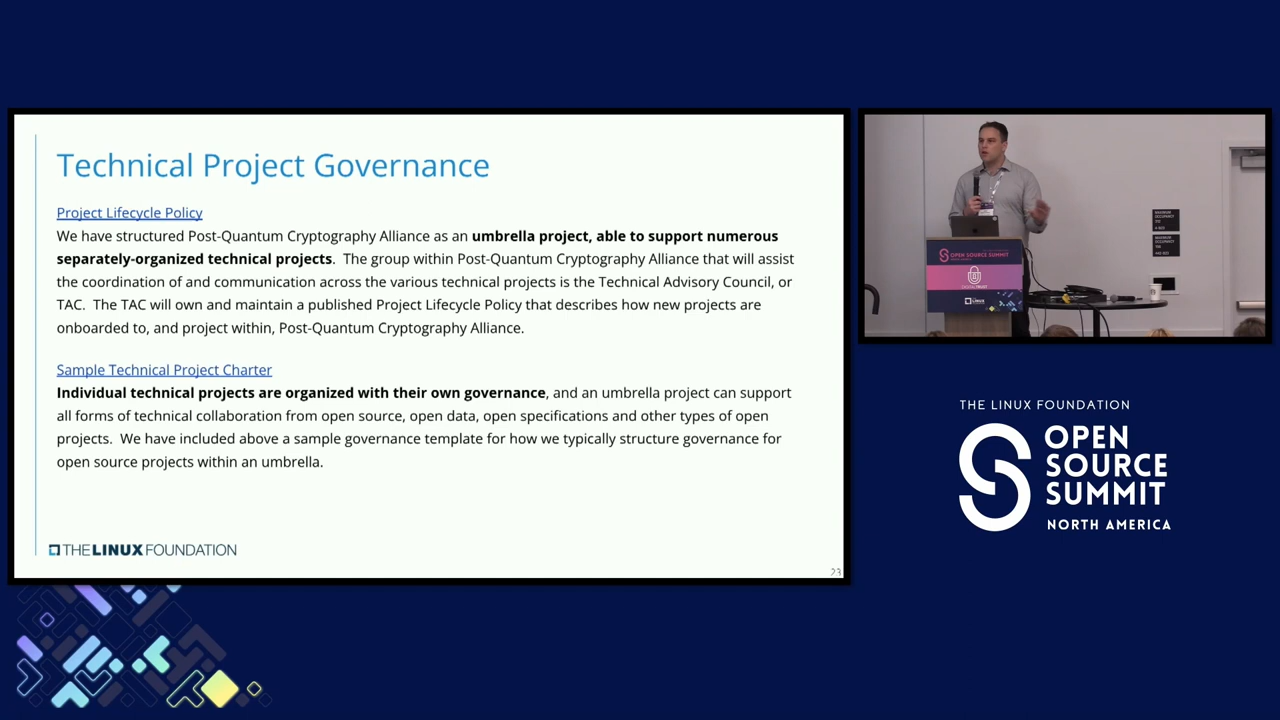 Technical Project Governance
Project Lifecycle Policy
We have structured Post-Quantum Cryptography Alliance as an umbrella project, able to support numerous
separately-organized technical projects.  The group within Post-Quantum Cryptography Alliance that will assist
the coordination of and communication across the various technical projects is the Technical Advisory Council, or
TAC.  The TAC will own and maintain a published Project Lifecycle Policy that describes how new projects are
onboarded to, and project within, Post-Quantum Cryptography Alliance.
Sample Technical Project Charter
Individual technical projects are organized with their own governance, and an umbrella project can support
all forms of technical collaboration from open source, open data, open specifications and other types of open
projects.  We have included above a sample governance template for how we typically structure governance for
open source projects within an umbrella.
THE LINUX FOUNDATION
23
OPEN SOURCE SUMMIT
LINUX
THE LINUX FOUNDATION
OPEN
SOURCE
SUMMIT
NORTH AMERICA